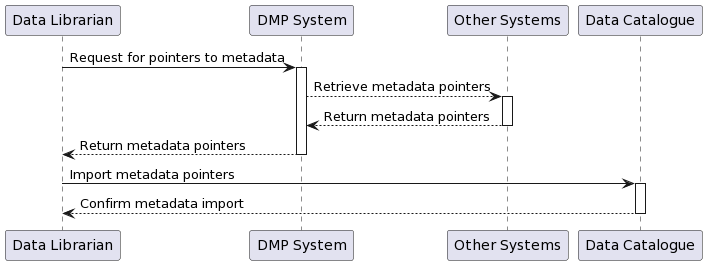 Data Librarian
DMP System
Other Systems
Data Catalogue
Request for pointers to metadata
Retrieve metadata pointers
Return metadata pointers
Return metadata pointers
Import metadata pointers
Confirm metadata import
Data Librarian
DMP System
Other Systems
Data Catalogue